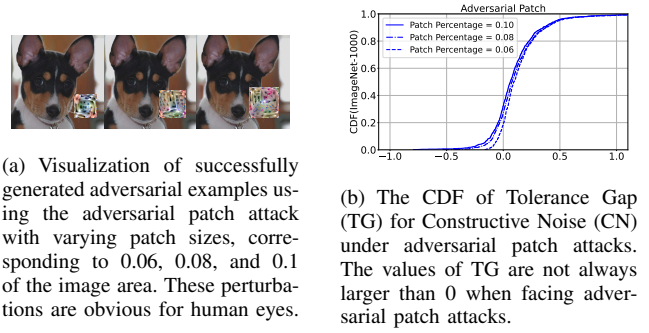 (a) Visualization of successfully
generated adversarial examples us-
ing the adversarial patch attack
with varying patch sizes, corre-
sponding to 0.06, 0.08, and 0.1
of the image area. These perturba-
tions are obvious for human eyes.
Adversarial Patch
CDF(ImageNet-1000)
1.0
0.8
0.6
0.4
0.2
0.0
Patch Percentage = 0.10
Patch Percentage = 0.08
Patch Percentage = 0.06
−1.0 −0.5 0.0 0.5 1.0
(b) The CDF of Tolerance Gap
(TG) for Constructive Noise (CN)
under adversarial patch attacks.
The values of TG are not always
larger than 0 when facing adver-
sarial patch attacks.